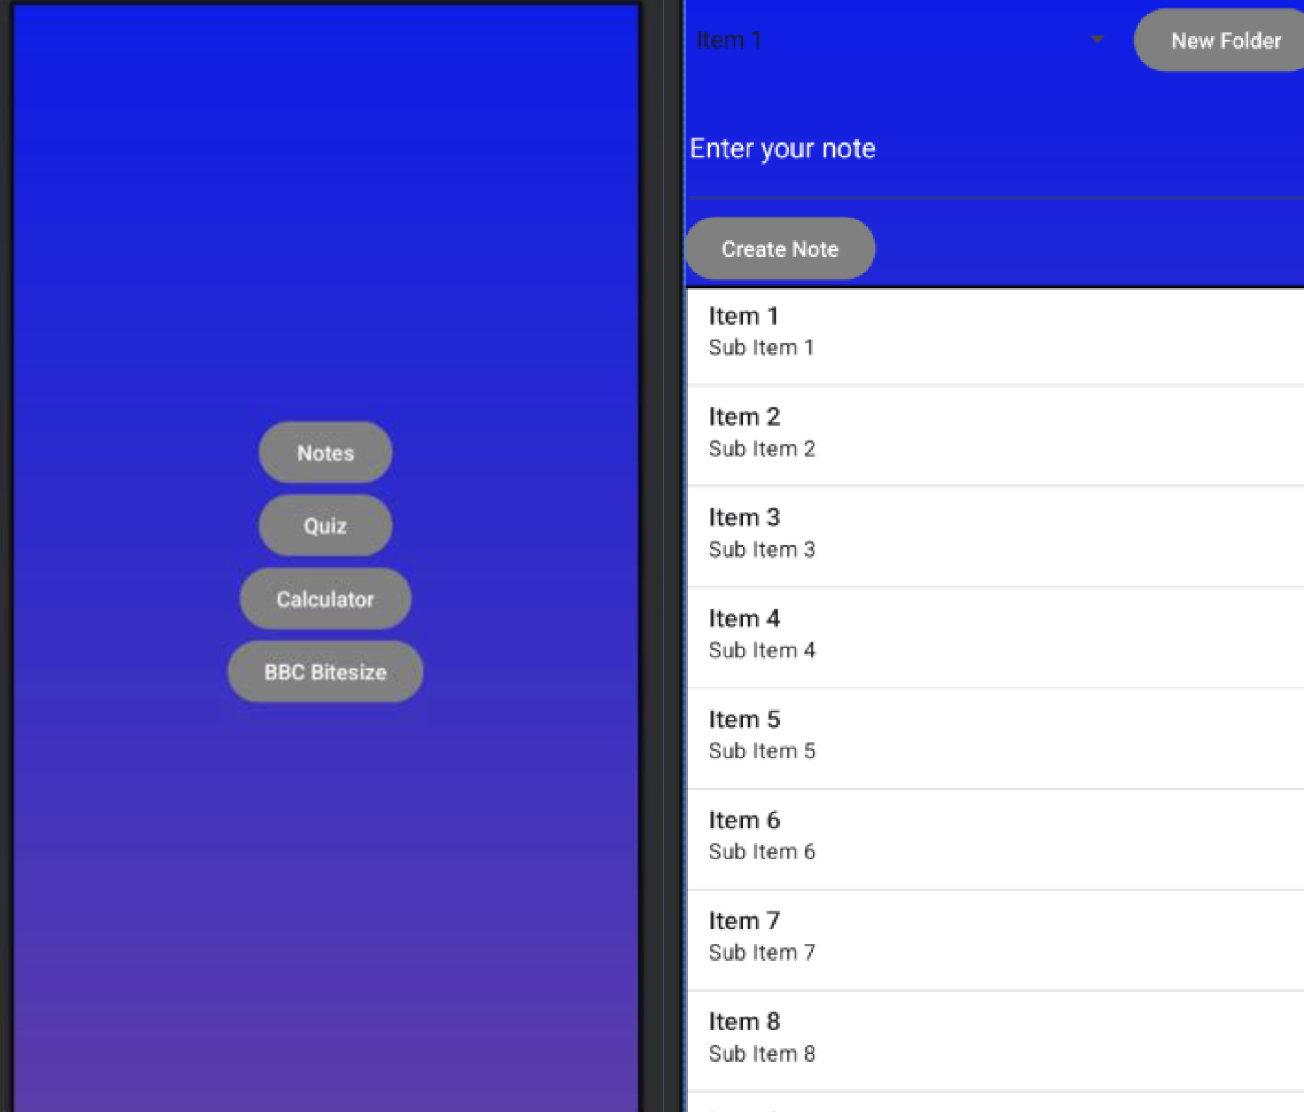 Notes
Quiz
Calculator
BBC Bitesize
Item 1
New Folder
Enter your note
Create Note
Item 1
Sub Item 1
Item 2
Sub Item 2
Item 3
Sub Item 3
Item 4
Sub Item 4
Item 5
Sub Item 5
Item 6
Sub Item 6
Item 7
Sub Item 7
Item 8
Sub Item 8